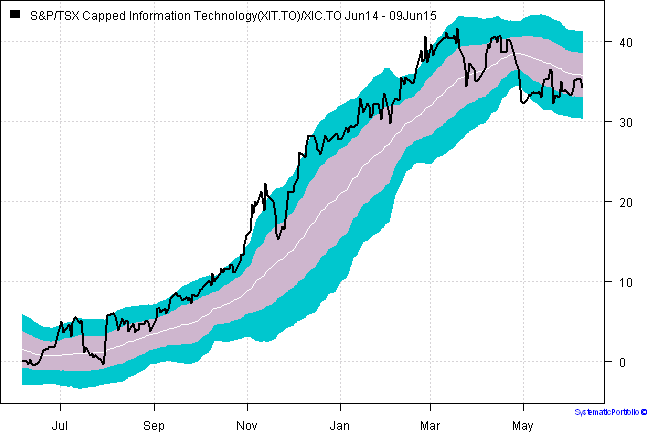 S&P/TSX Capped Information Technology(XIT.TO)/XIC.TO Jun14 - 09Jun15
40
30
20
10
0
Jul Sep Nov Jan Mar May
SystematicPortfolio ©